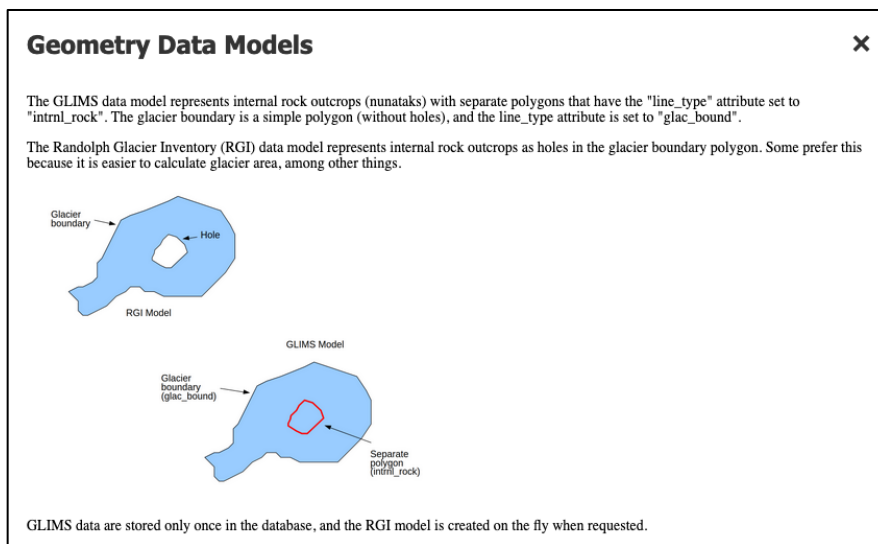 Geometry Data Models
×
The GLIMS data model represents internal rock outcrops (nunataks) with separate polygons that have the "line_type" attribute set to
"intrnl_rock". The glacier boundary is a simple polygon (without holes), and the line_type attribute is set to "glac_bound".
The Randolph Glacier Inventory (RGI) data model represents internal rock outcrops as holes in the glacier boundary polygon. Some prefer this
because it is easier to calculate glacier area, among other things.
Glacier
boundary
Hole
RGI Model
GLIMS Model
Glacier
boundary
(glac_bound)
Separate
polygon
(intrnl_rock)
GLIMS data are stored only once in the database, and the RGI model is created on the fly when requested.